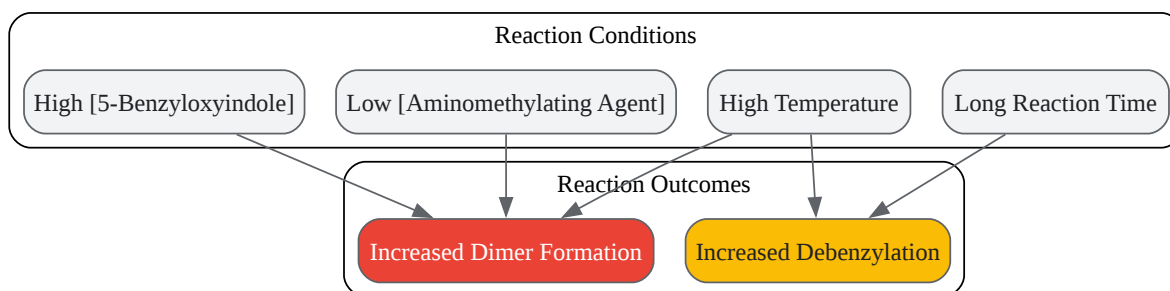 Reaction Conditions
High [5-Benzyloxyindole]
Low [Aminomethylating Agent]
High Temperature
Long Reaction Time
Reaction Outcomes
Increased Dimer Formation
Increased Debenzylation